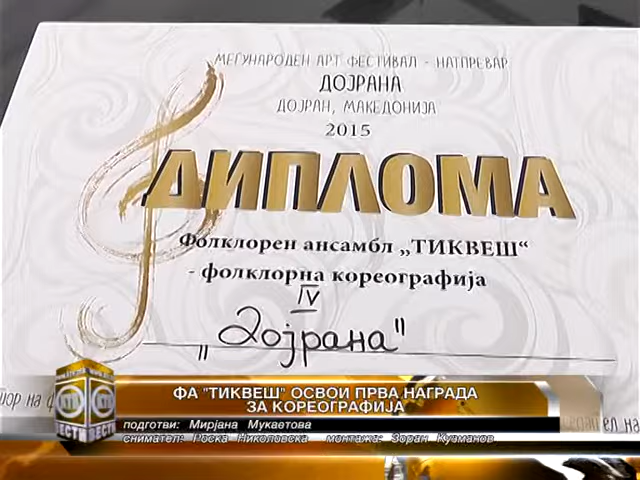 МЕЃУНАРОДЕН АРТ ФЕСТИВАЛ - НАТПРЕВАР
ДОЈРАНА
ДОЈРАН, МАКЕДОНИЈА
2015
ДИПЛОМА
Фолклорен ансамбл „ТИКВЕШ“
- фолклорна кореографија
IV
„Дојрана"
ФА "ТИКВЕШ" ОСВОИ ПРВА НАГРАДА
ЗА КОРЕОГРАФИЈА
подготви: Мирјана Мукаетова
снимател: Роска Николовска монтажа: Зоран Кузманов
ВЕСТИ ВЕСТИ